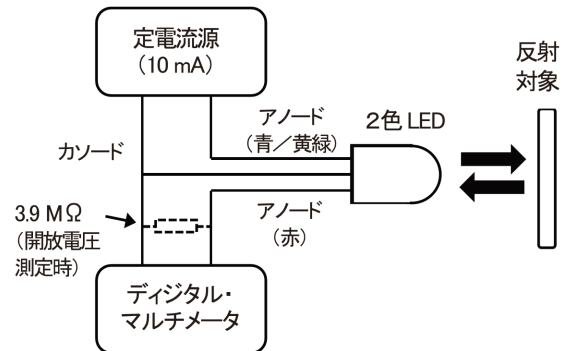 定電流源
(10 mA)
反射
対象
アノード
(青／黄緑)
2色 LED
カソード
3.9 MΩ
(開放電圧
測定時)
アノード
(赤)
ディジタル・
マルチメータ